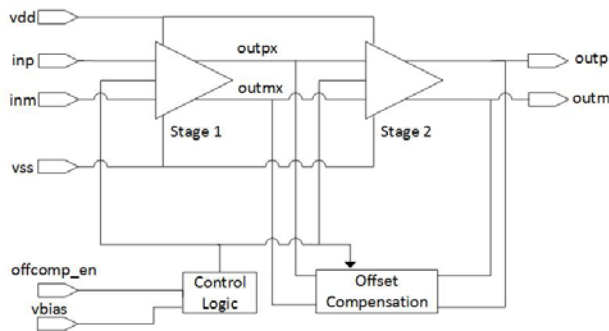 vdd
inp
outpx
outp
inm
outmx
outm
Stage 1
Stage 2
vss
offcomp_en
Control
Logic
Offset
Compensation
vbias